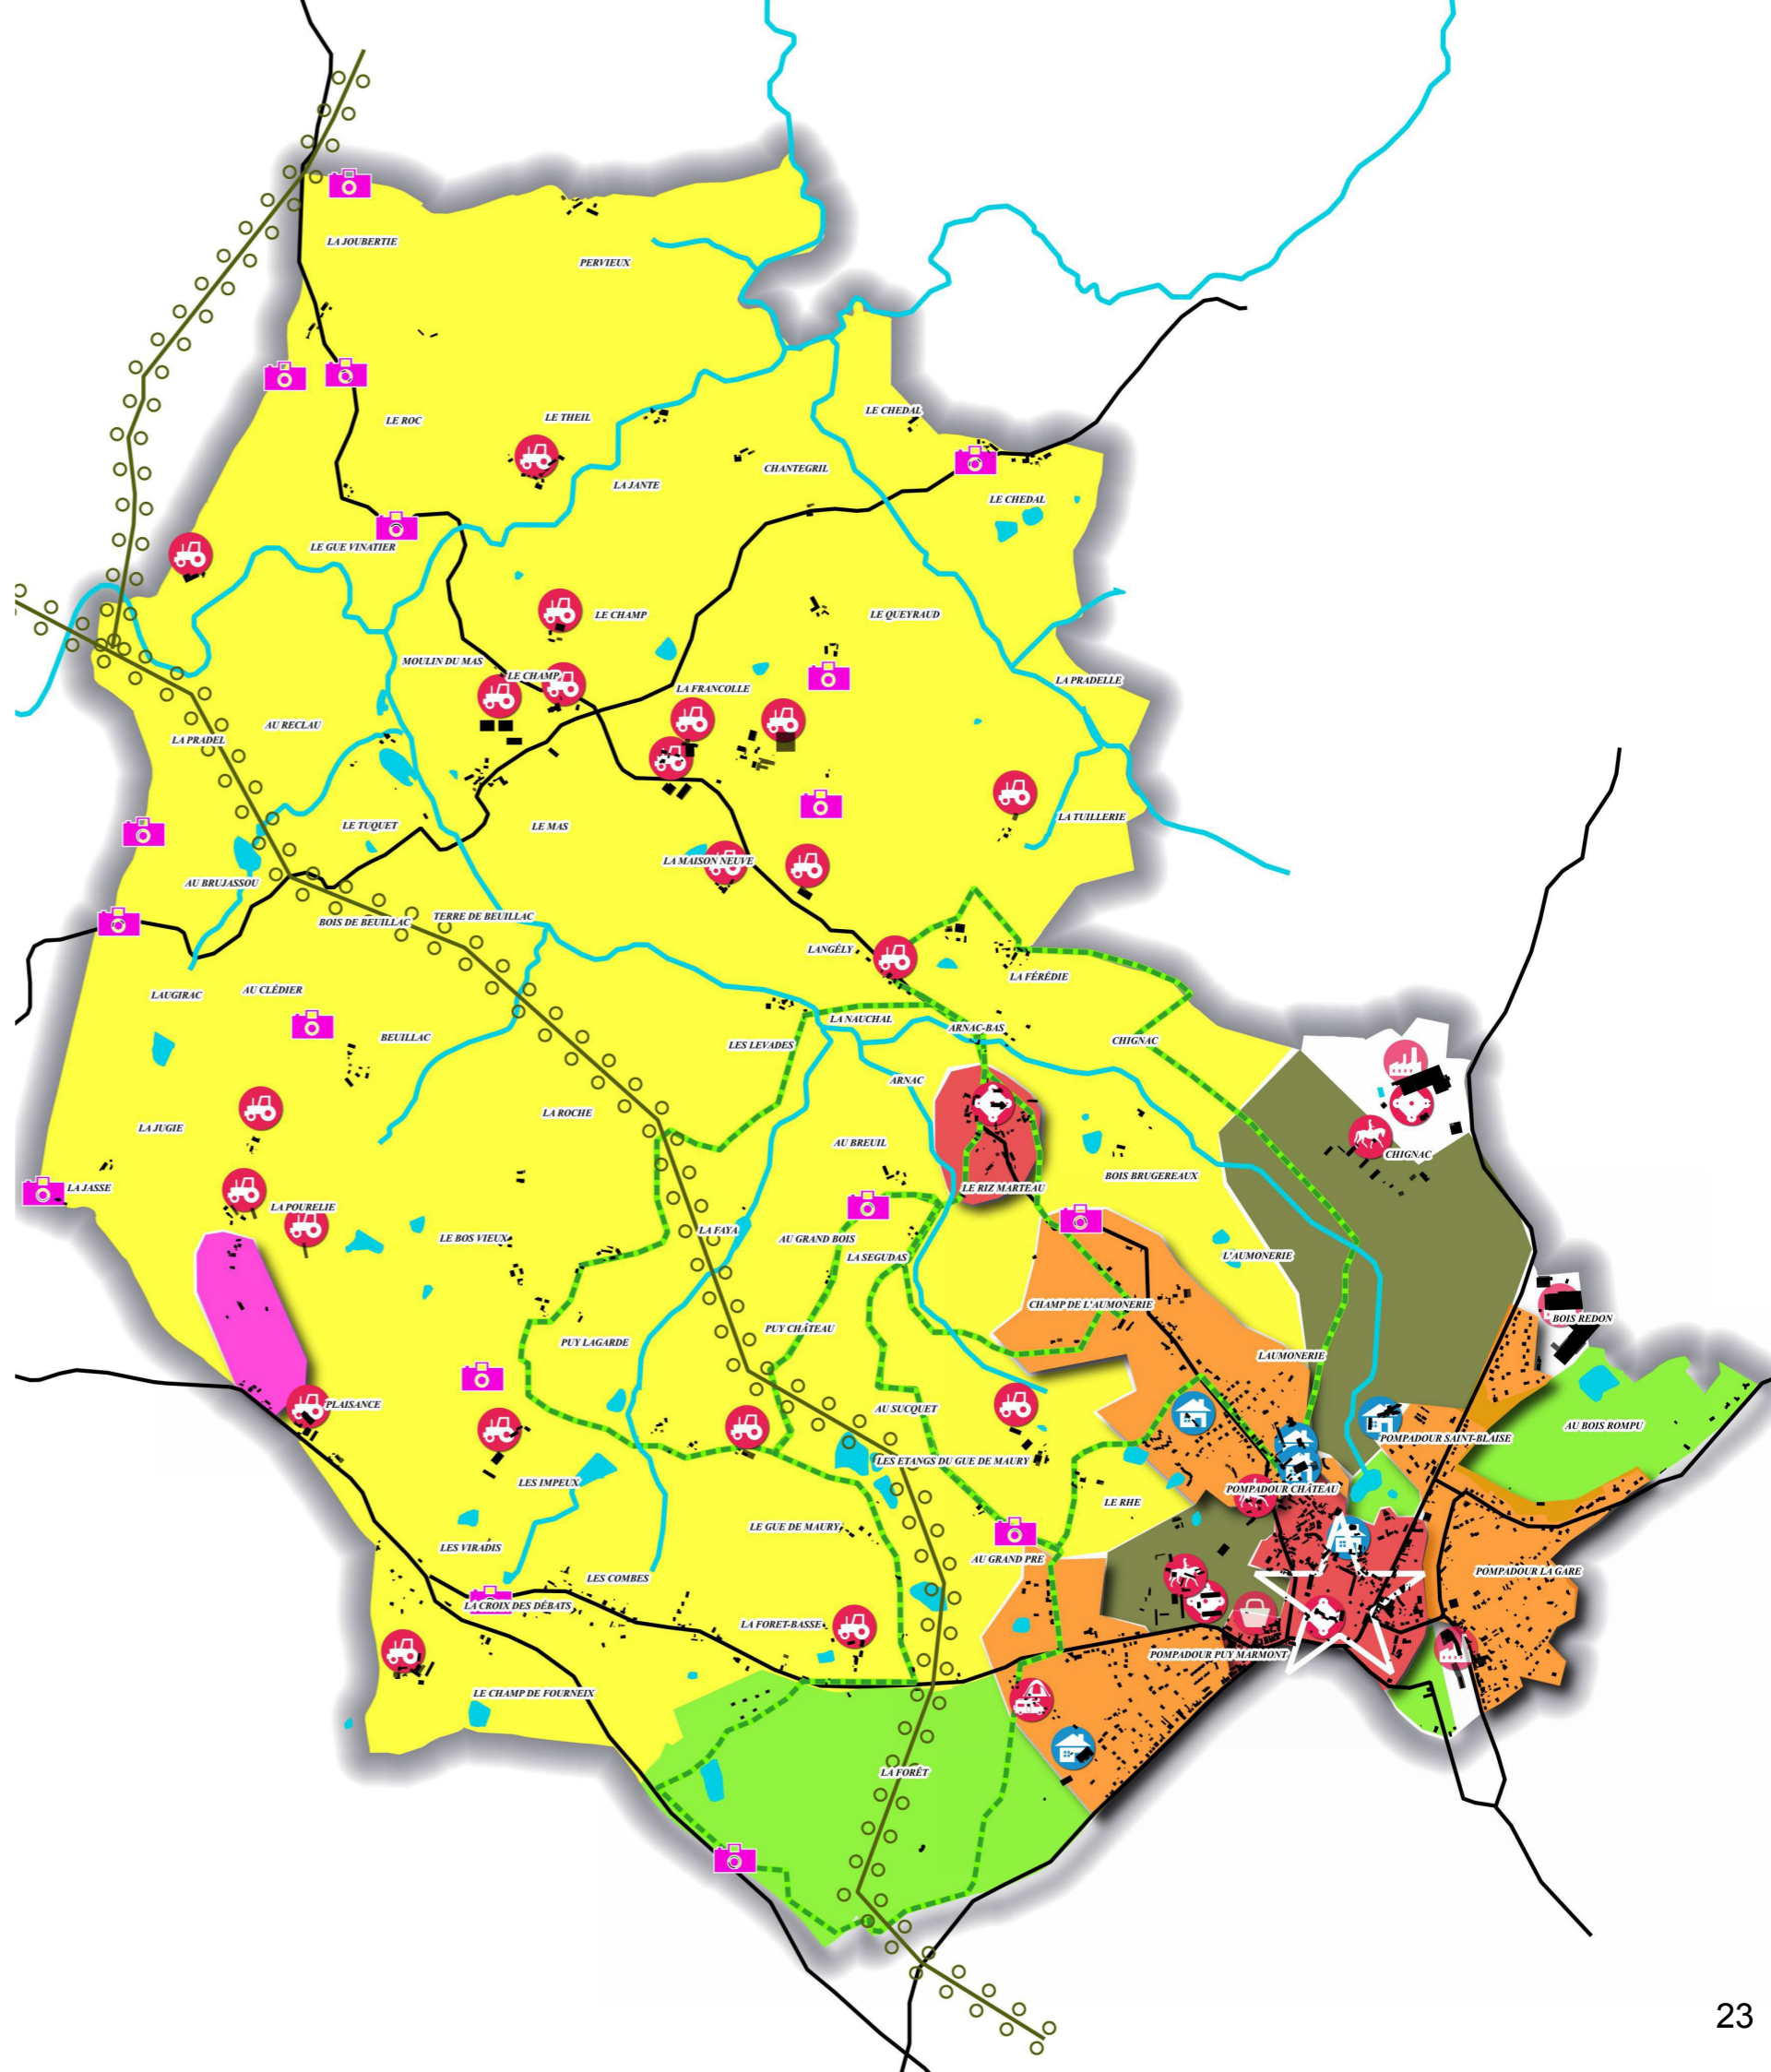 LA JOUBERTIE
PERVIEUX
LE ROC
LE THEIL
LE CHEDAL
CHANTEGRIL
LA JANTE
LE CHEDAL
LE GUE VINATIER
LE CHAMP
LE QUEYRAUD
MOULIN DU MAS
LE CHAMP
LA FRANCOLLE
LA PRADELLE
AU RECLAU
LA PRADEL
LE TUQUET
LE MAS
LA TUILLERIE
LA MAISON NEUVE
AU BRUJASSOU
BOIS DE BEUILLAC
TERRE DE BEUILLAC
LANGÉLY
LA FÉRÉDIE
LAUGIRAC
AU CLÉDIER
LA NAUCHAL
ARNAC-BAS
BEUILLAC
LES LEVADES
CHIGNAC
ARNAC
LA ROCHE
LA JUGIE
AU BREUIL
CHIGNAC
LA JASSE
LE RIZ MARTEAU
BOIS BRUGEREAUX
LA POURELIE
LE BOS VIEUX
LA FAYA
AU GRAND BOIS
LA SEGUDAS
L'AUMONERIE
CHAMP DE L'AUMONERIE
BOIS REDON
PUY LAGARDE
PUY CHÂTEAU
LAUMONERIE
PLAISANCE
AU SUCQUET
AU BOIS ROMPU
POMPADOUR SAINT-BLAISE
LES ETANGS DU GUE DE MAURY
LES IMPEUX
POMPADOUR CHÂTEAU
LE RHE
LE GUE DE MAURY
LES VIRADIS
AU GRAND PRE
POMPADOUR LA GARE
LES COMBES
LA CROIX DES DÉBATS
LA FORET-BASSE
POMPADOUR PUY MARMONT
LE CHAMP DE FOURNEIX
LA FORÊT
23